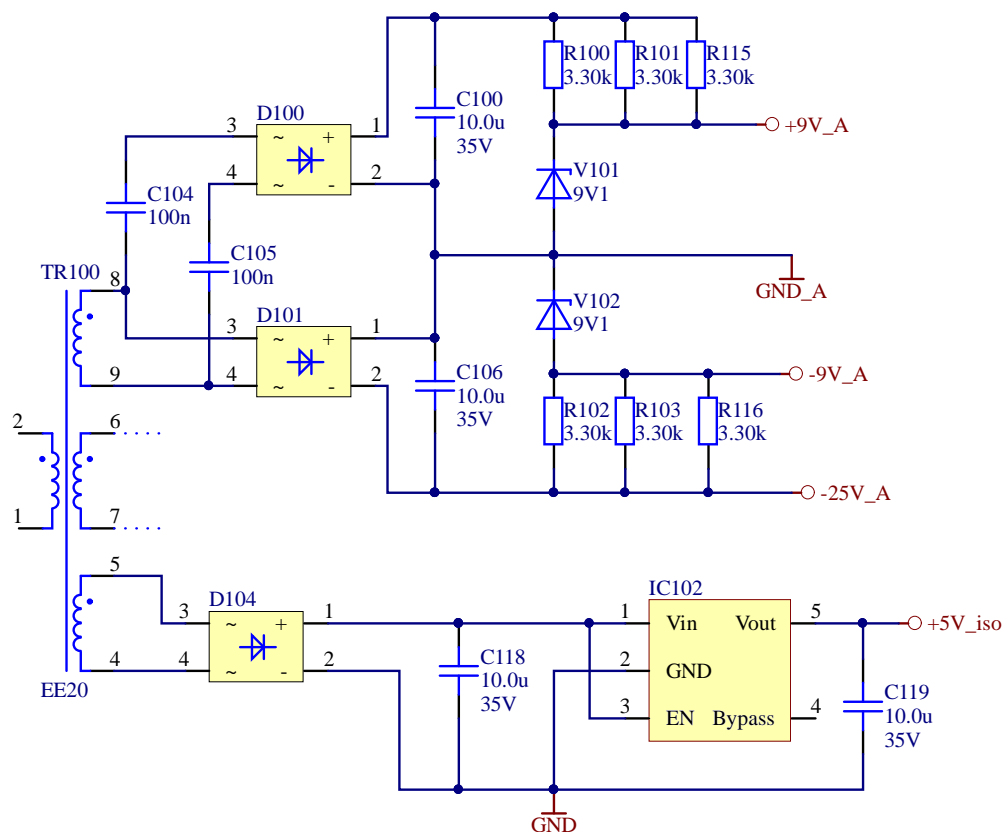 R100
3.30k
R101
3.30k
R115
3.30k
C100
10.0u
35V
D100
3
~
+
1
4
~
-
2
+9V_A
V101
9V1
C104
100n
C105
100n
TR100
8
GND_A
V102
9V1
D101
3
~
+
1
9
4
~
-
2
C106
10.0u
35V
-9V_A
R102
3.30k
R103
3.30k
R116
3.30k
2
6
1
7
-25V_A
5
D104
3
~
+
1
4
4
~
-
2
EE20
C118
10.0u
35V
IC102
1
Vin
Vout
5
+5V_iso
2
GND
3
EN
Bypass
4
C119
10.0u
35V
GND